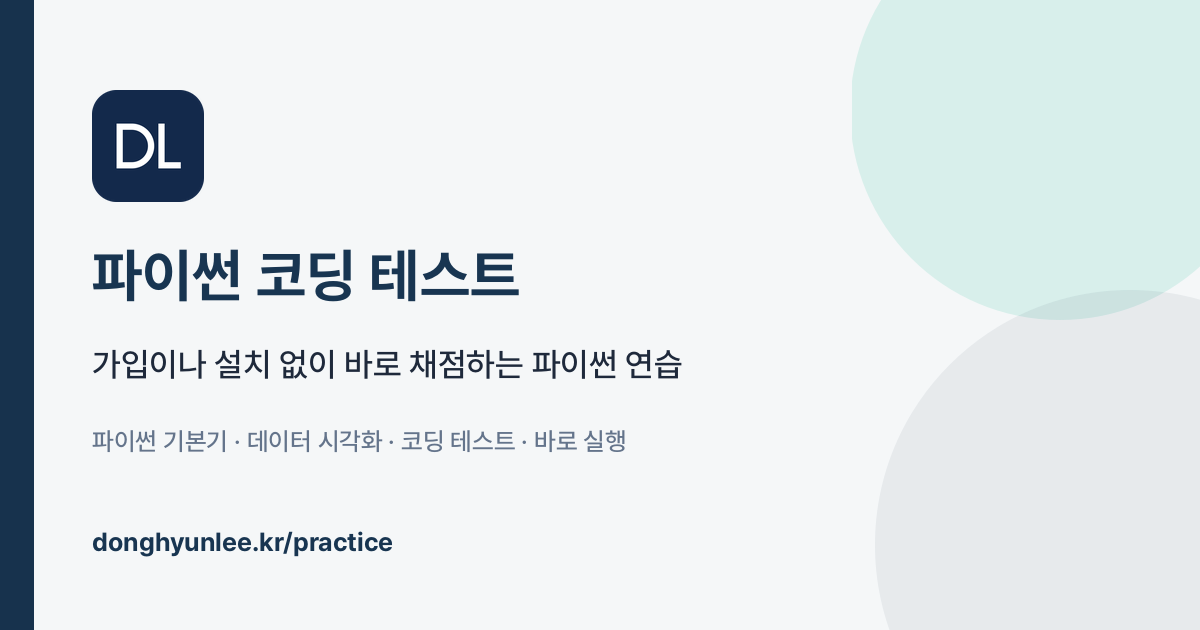 DL
파이썬 코딩 테스트
가입이나 설치 없이 바로 채점하는 파이썬 연습
파이썬 기본기 · 데이터 시각화 · 코딩 테스트 · 바로 실행
donghyunlee.kr/practice